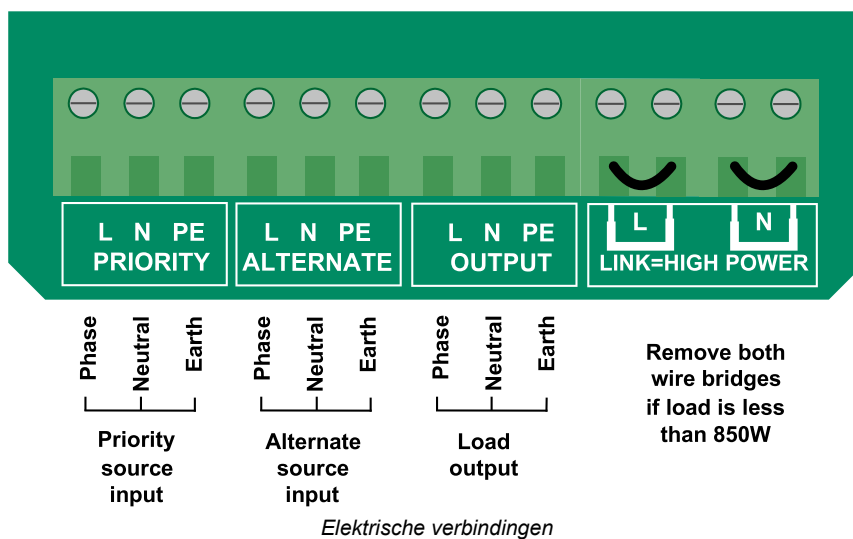 L N PE
PRIORITY
L N PE
ALTERNATE
L N PE
OUTPUT
L
N
LINK=HIGH POWER
Phase
Neutral
Earth
Phase
Neutral
Earth
Phase
Neutral
Earth
Priority
source
input
Alternate
source
input
Load
output
Remove both
wire bridges
if load is less
than 850W
Elektrische verbindingen